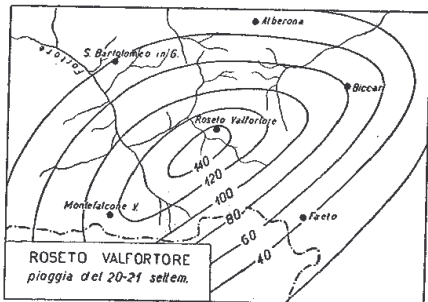 Alberona
S. Bartolomeo in/G.
Fortore
Biccari
Roseto Valfortore
140
120
100
Montefalcone V.
80
Faeto
60
40
ROSETO VALFORTORE
pioggia del 20-21 settem.